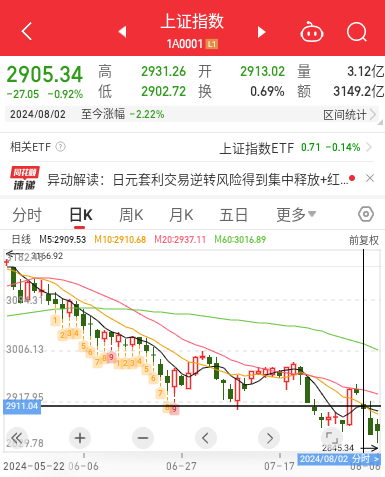 上证指数
1A0001 L1
2905.34 高 2931.26 开 2913.02 量 3.12亿
-27.05 -0.92% 低 2902.72 换 0.69% 额 3149.2亿
2024/08/02 至今涨幅 -2.22% 区间统计
相关ETF ? 上证指数ETF 0.71 -0.14%
同花顺速递 异动解读：日元套利交易逆转风险得到集中释放+红...
分时 日K 周K 月K 五日 更多
日线 M5:2909.53 M10:2910.68 M20:2937.11 M60:3016.89 前复权
3066.92
3006.13
2917.95
2911.04
2845.34
2024/08/02 分时 >
2024-05-22 06-06 06-27 07-17 08-08